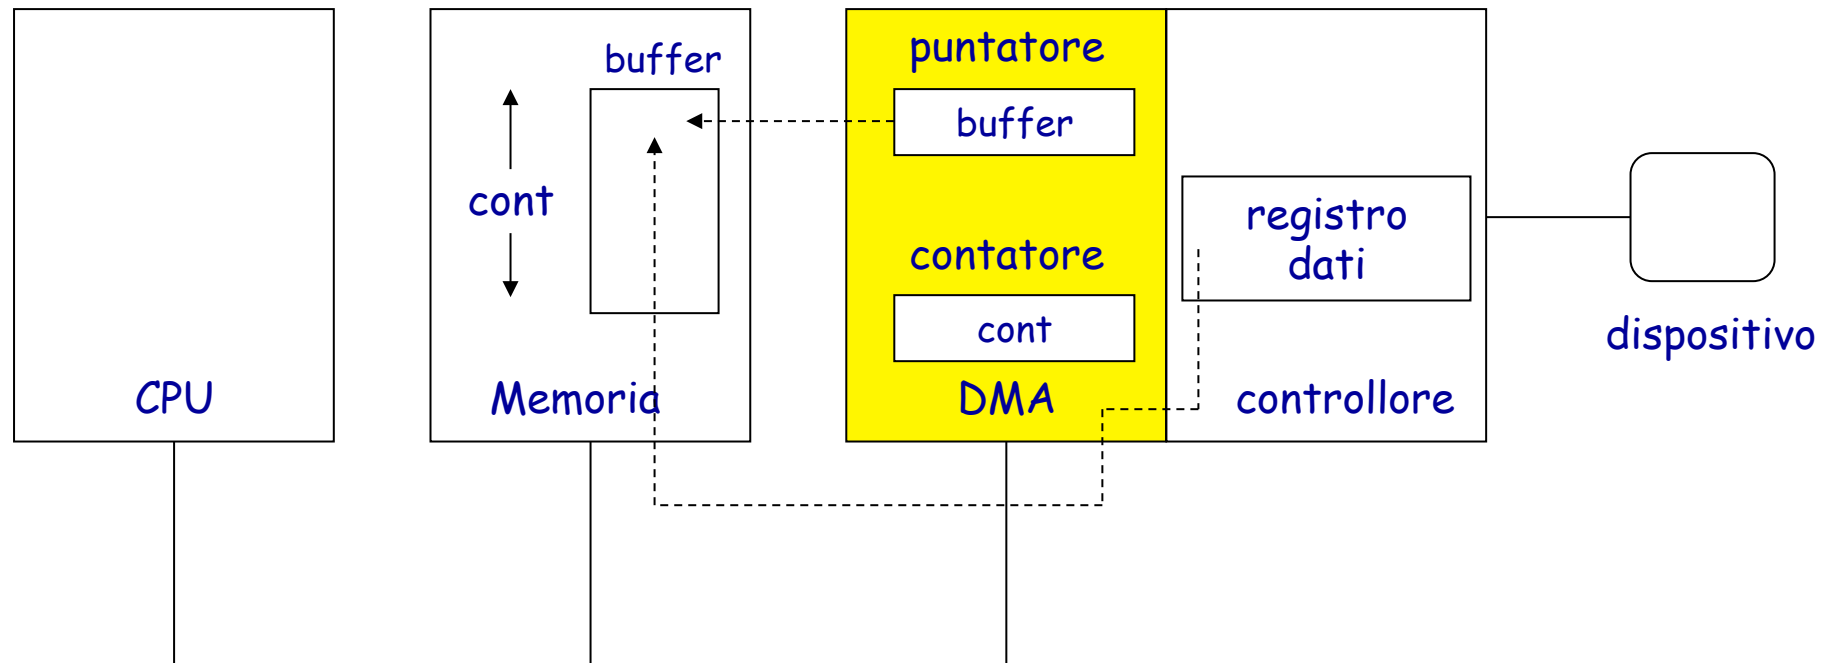 buffer
cont
Memoria
CPU
puntatore
buffer
contatore
cont
DMA
registro
dati
controllore
dispositivo